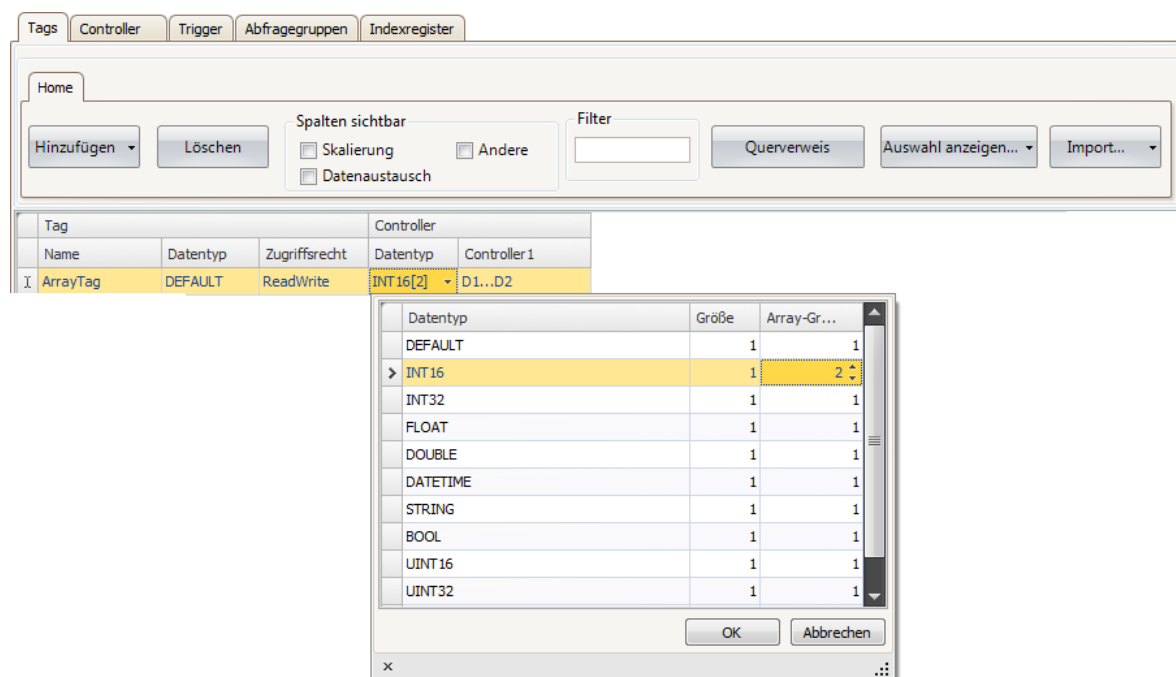 Tags Controller Trigger Abfragegruppen Indexregister
Home
Spalten sichtbar Filter
Hinzufügen Löschen Skalierung Andere Querverweis Auswahl anzeigen... Import...
Datenaustausch
Tag Controller
Name Datentyp Zugriffsrecht Datentyp Controller1
ArrayTag DEFAULT ReadWrite INT16[2] D1...D2
Datentyp Größe Array-Gr...
DEFAULT 1 1
INT16 1 2
INT32 1 1
FLOAT 1 1
DOUBLE 1 1
DATETIME 1 1
STRING 1 1
BOOL 1 1
UINT16 1 1
UINT32 1 1
OK Abbrechen